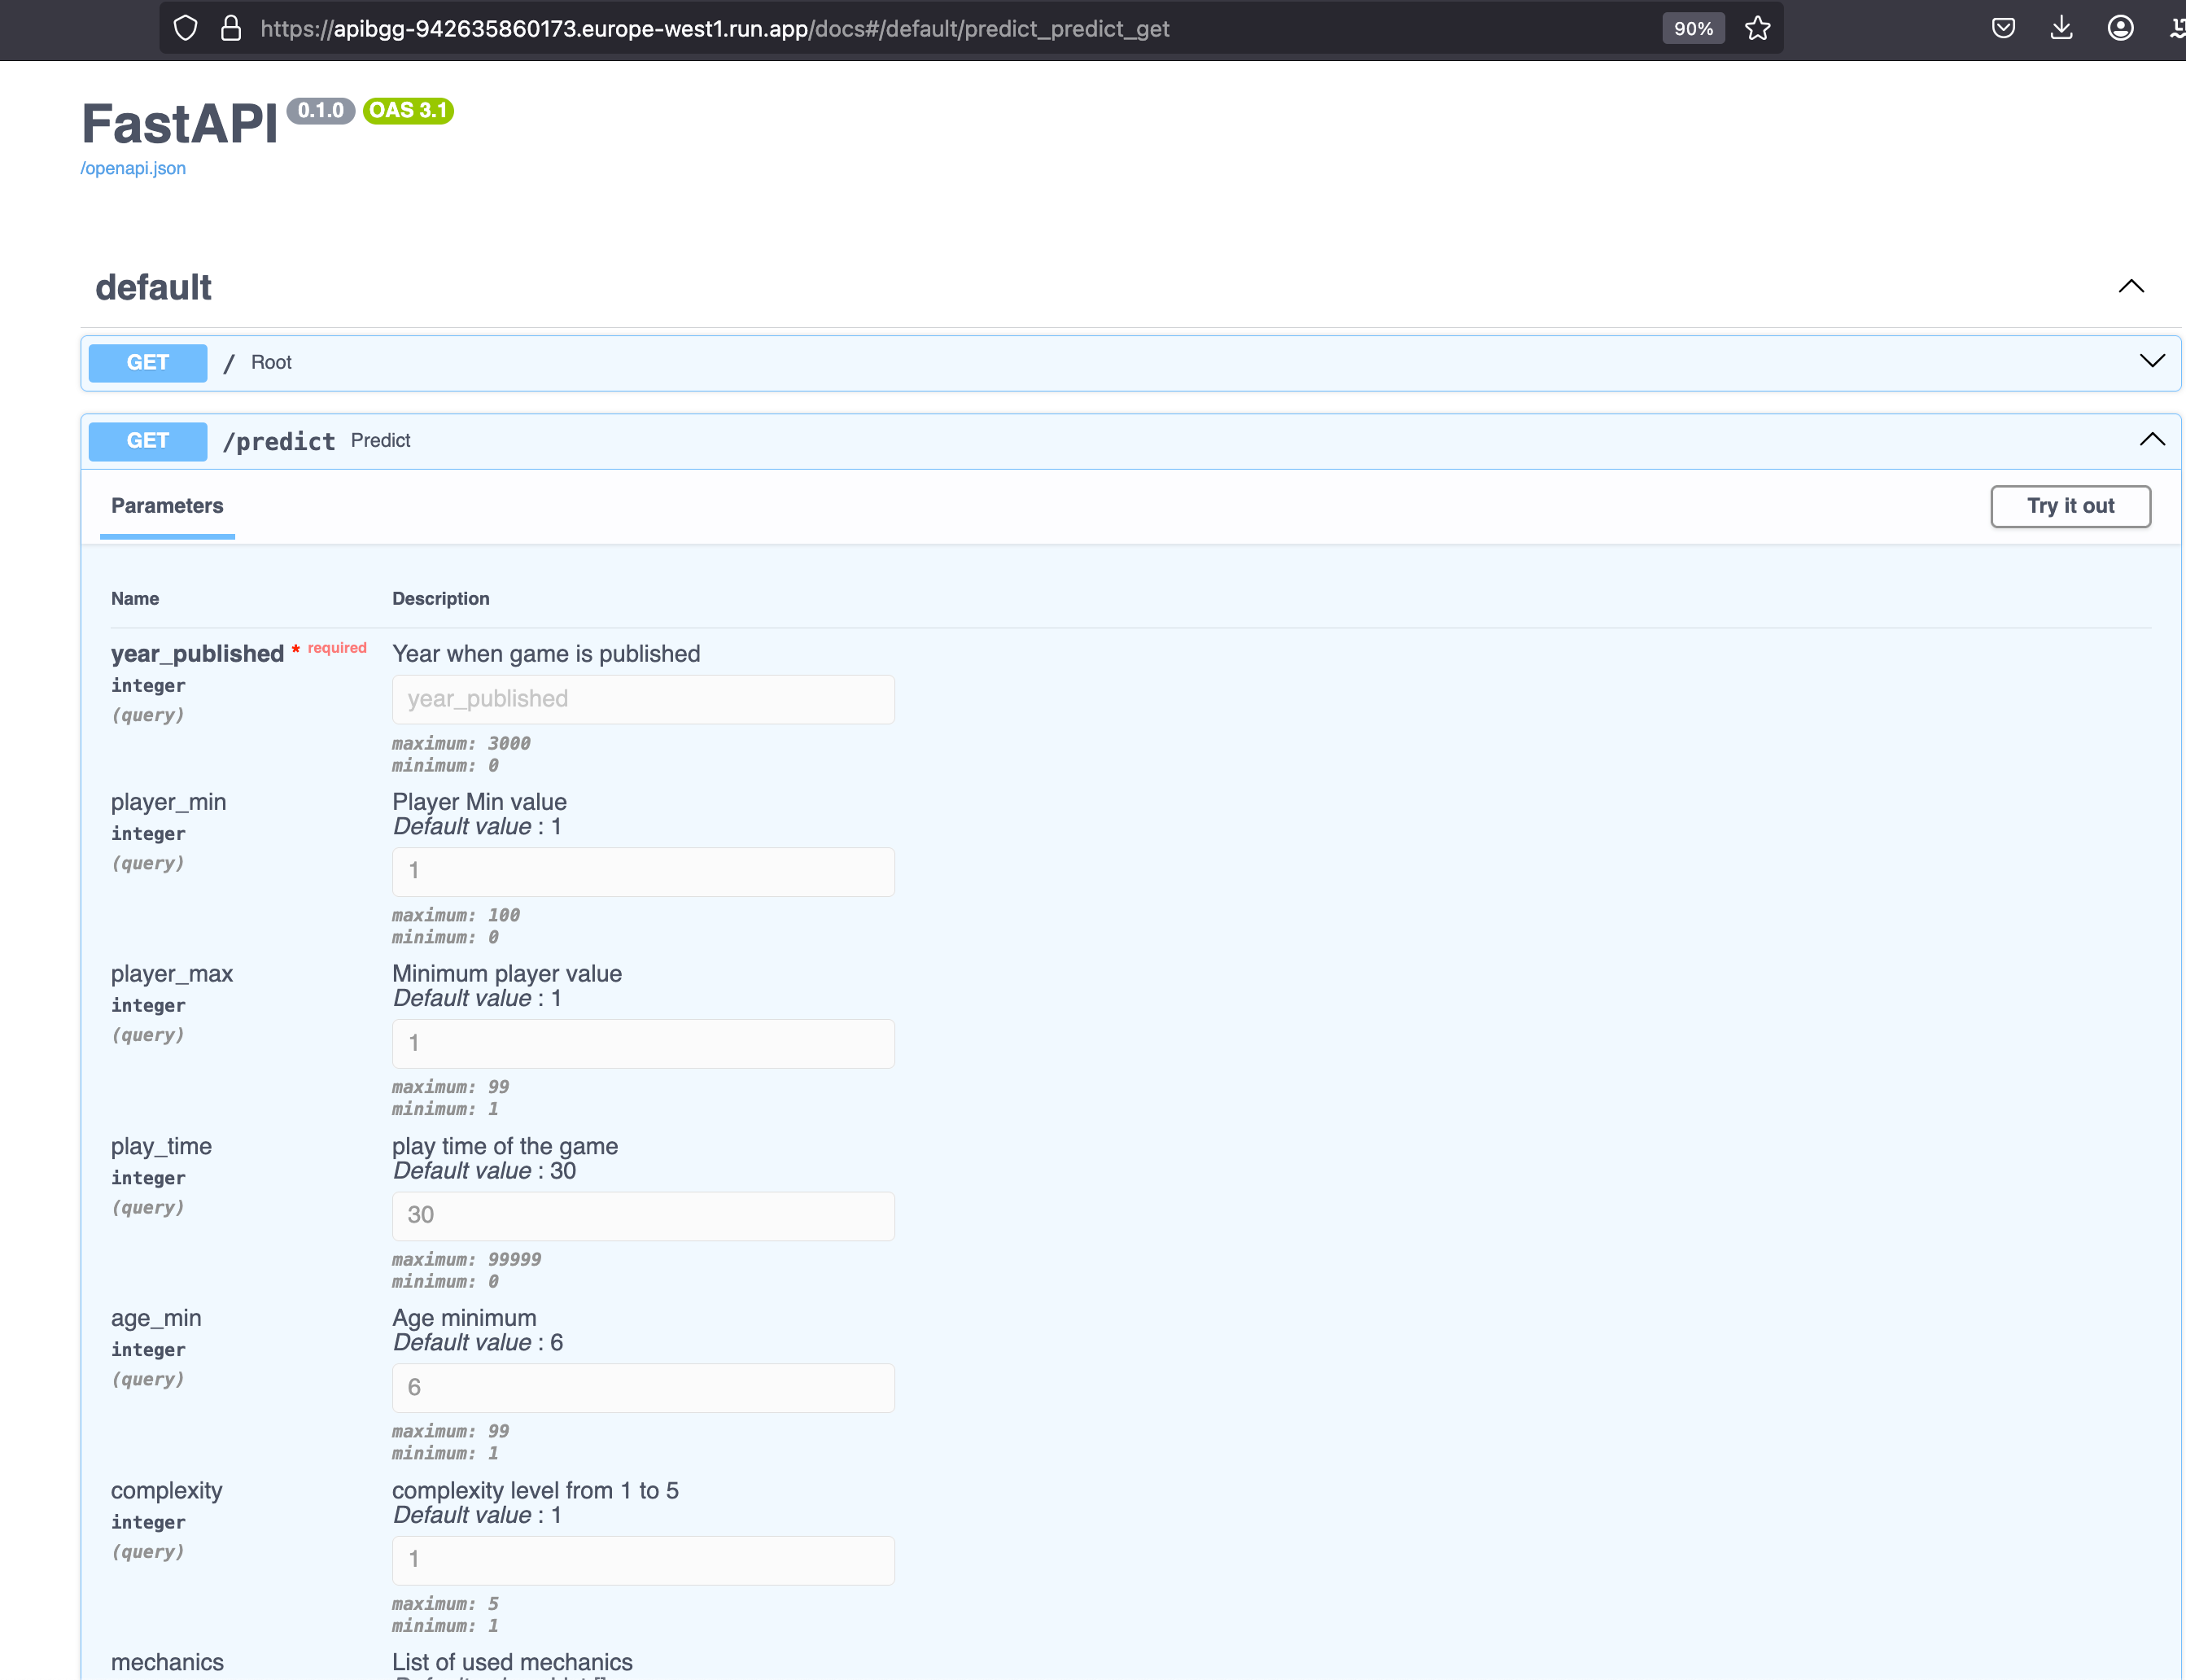 https://apibgg-942635860173.europe-west1.run.app/docs#/default/predict_predict_get 90%
FastAPI 0.1.0 OAS 3.1
/openapi.json
default
GET / Root
GET /predict Predict
Parameters Try it out
Name Description
year_published * required Year when game is published
integer
(query) year_published
maximum: 3000
minimum: 0
player_min Player Min value
integer Default value : 1
(query) 1
maximum: 100
minimum: 0
player_max Minimum player value
integer Default value : 1
(query) 1
maximum: 99
minimum: 1
play_time play time of the game
integer Default value : 30
(query) 30
maximum: 99999
minimum: 0
age_min Age minimum
integer Default value : 6
(query) 6
maximum: 99
minimum: 1
complexity complexity level from 1 to 5
integer Default value : 1
(query) 1
maximum: 5
minimum: 1
mechanics List of used mechanics